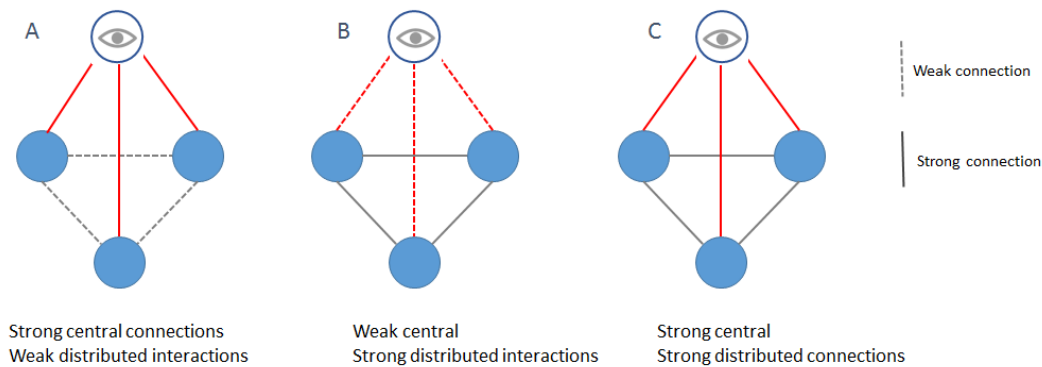 A
B
C
Weak connection
Strong connection
Strong central connections
Weak distributed interactions
Weak central
Strong distributed interactions
Strong central
Strong distributed connections